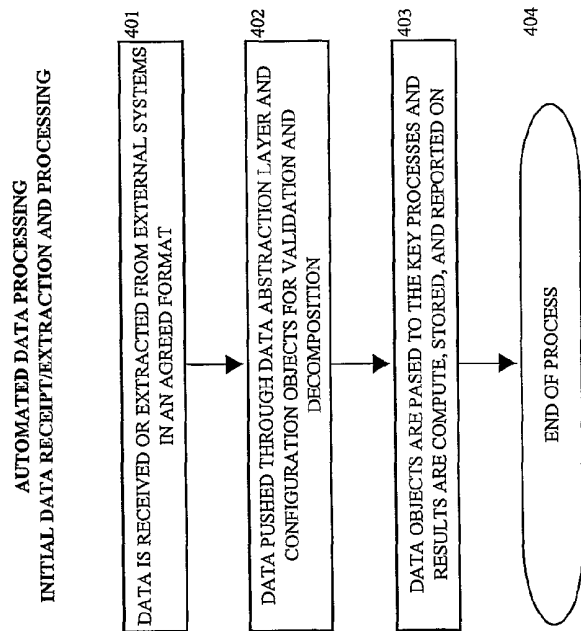 AUTOMATED DATA PROCESSING
INITIAL DATA RECEIPT/EXTRACTION AND PROCESSING
401
DATA IS RECEIVED OR EXTRACTED FROM EXTERNAL SYSTEMS
IN AN AGREED FORMAT
402
DATA PUSHED THROUGH DATA ABSTRACTION LAYER AND
CONFIGURATION OBJECTS FOR VALIDATION AND
DECOMPOSITION
403
DATA OBJECTS ARE PASED TO THE KEY PROCESSES AND
RESULTS ARE COMPUTE, STORED, AND REPORTED ON
404
END OF PROCESS